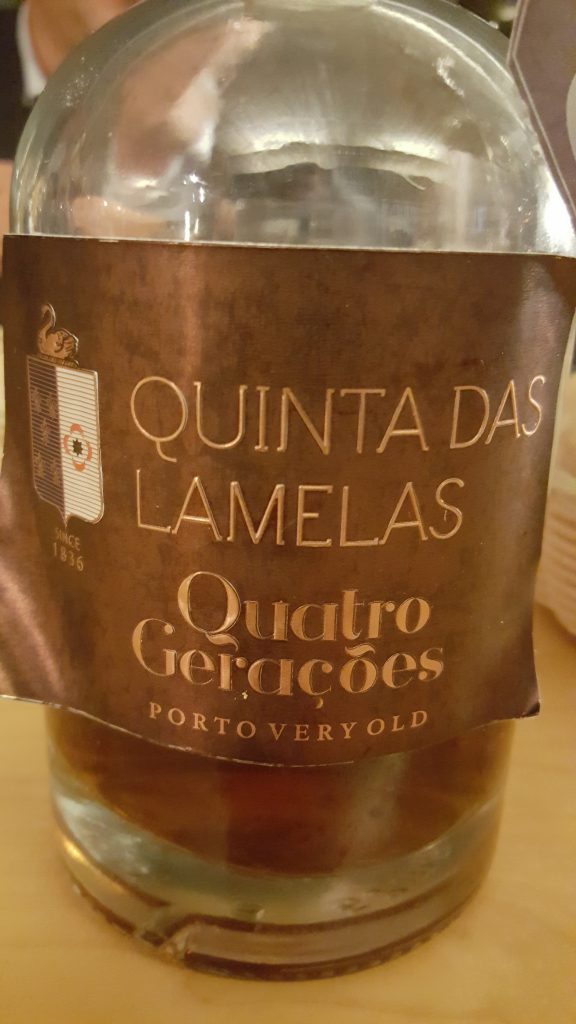 QUINTA DAS
LAMELAS
SINCE
1836
Quatro
Gerações
PORTO VERY OLD